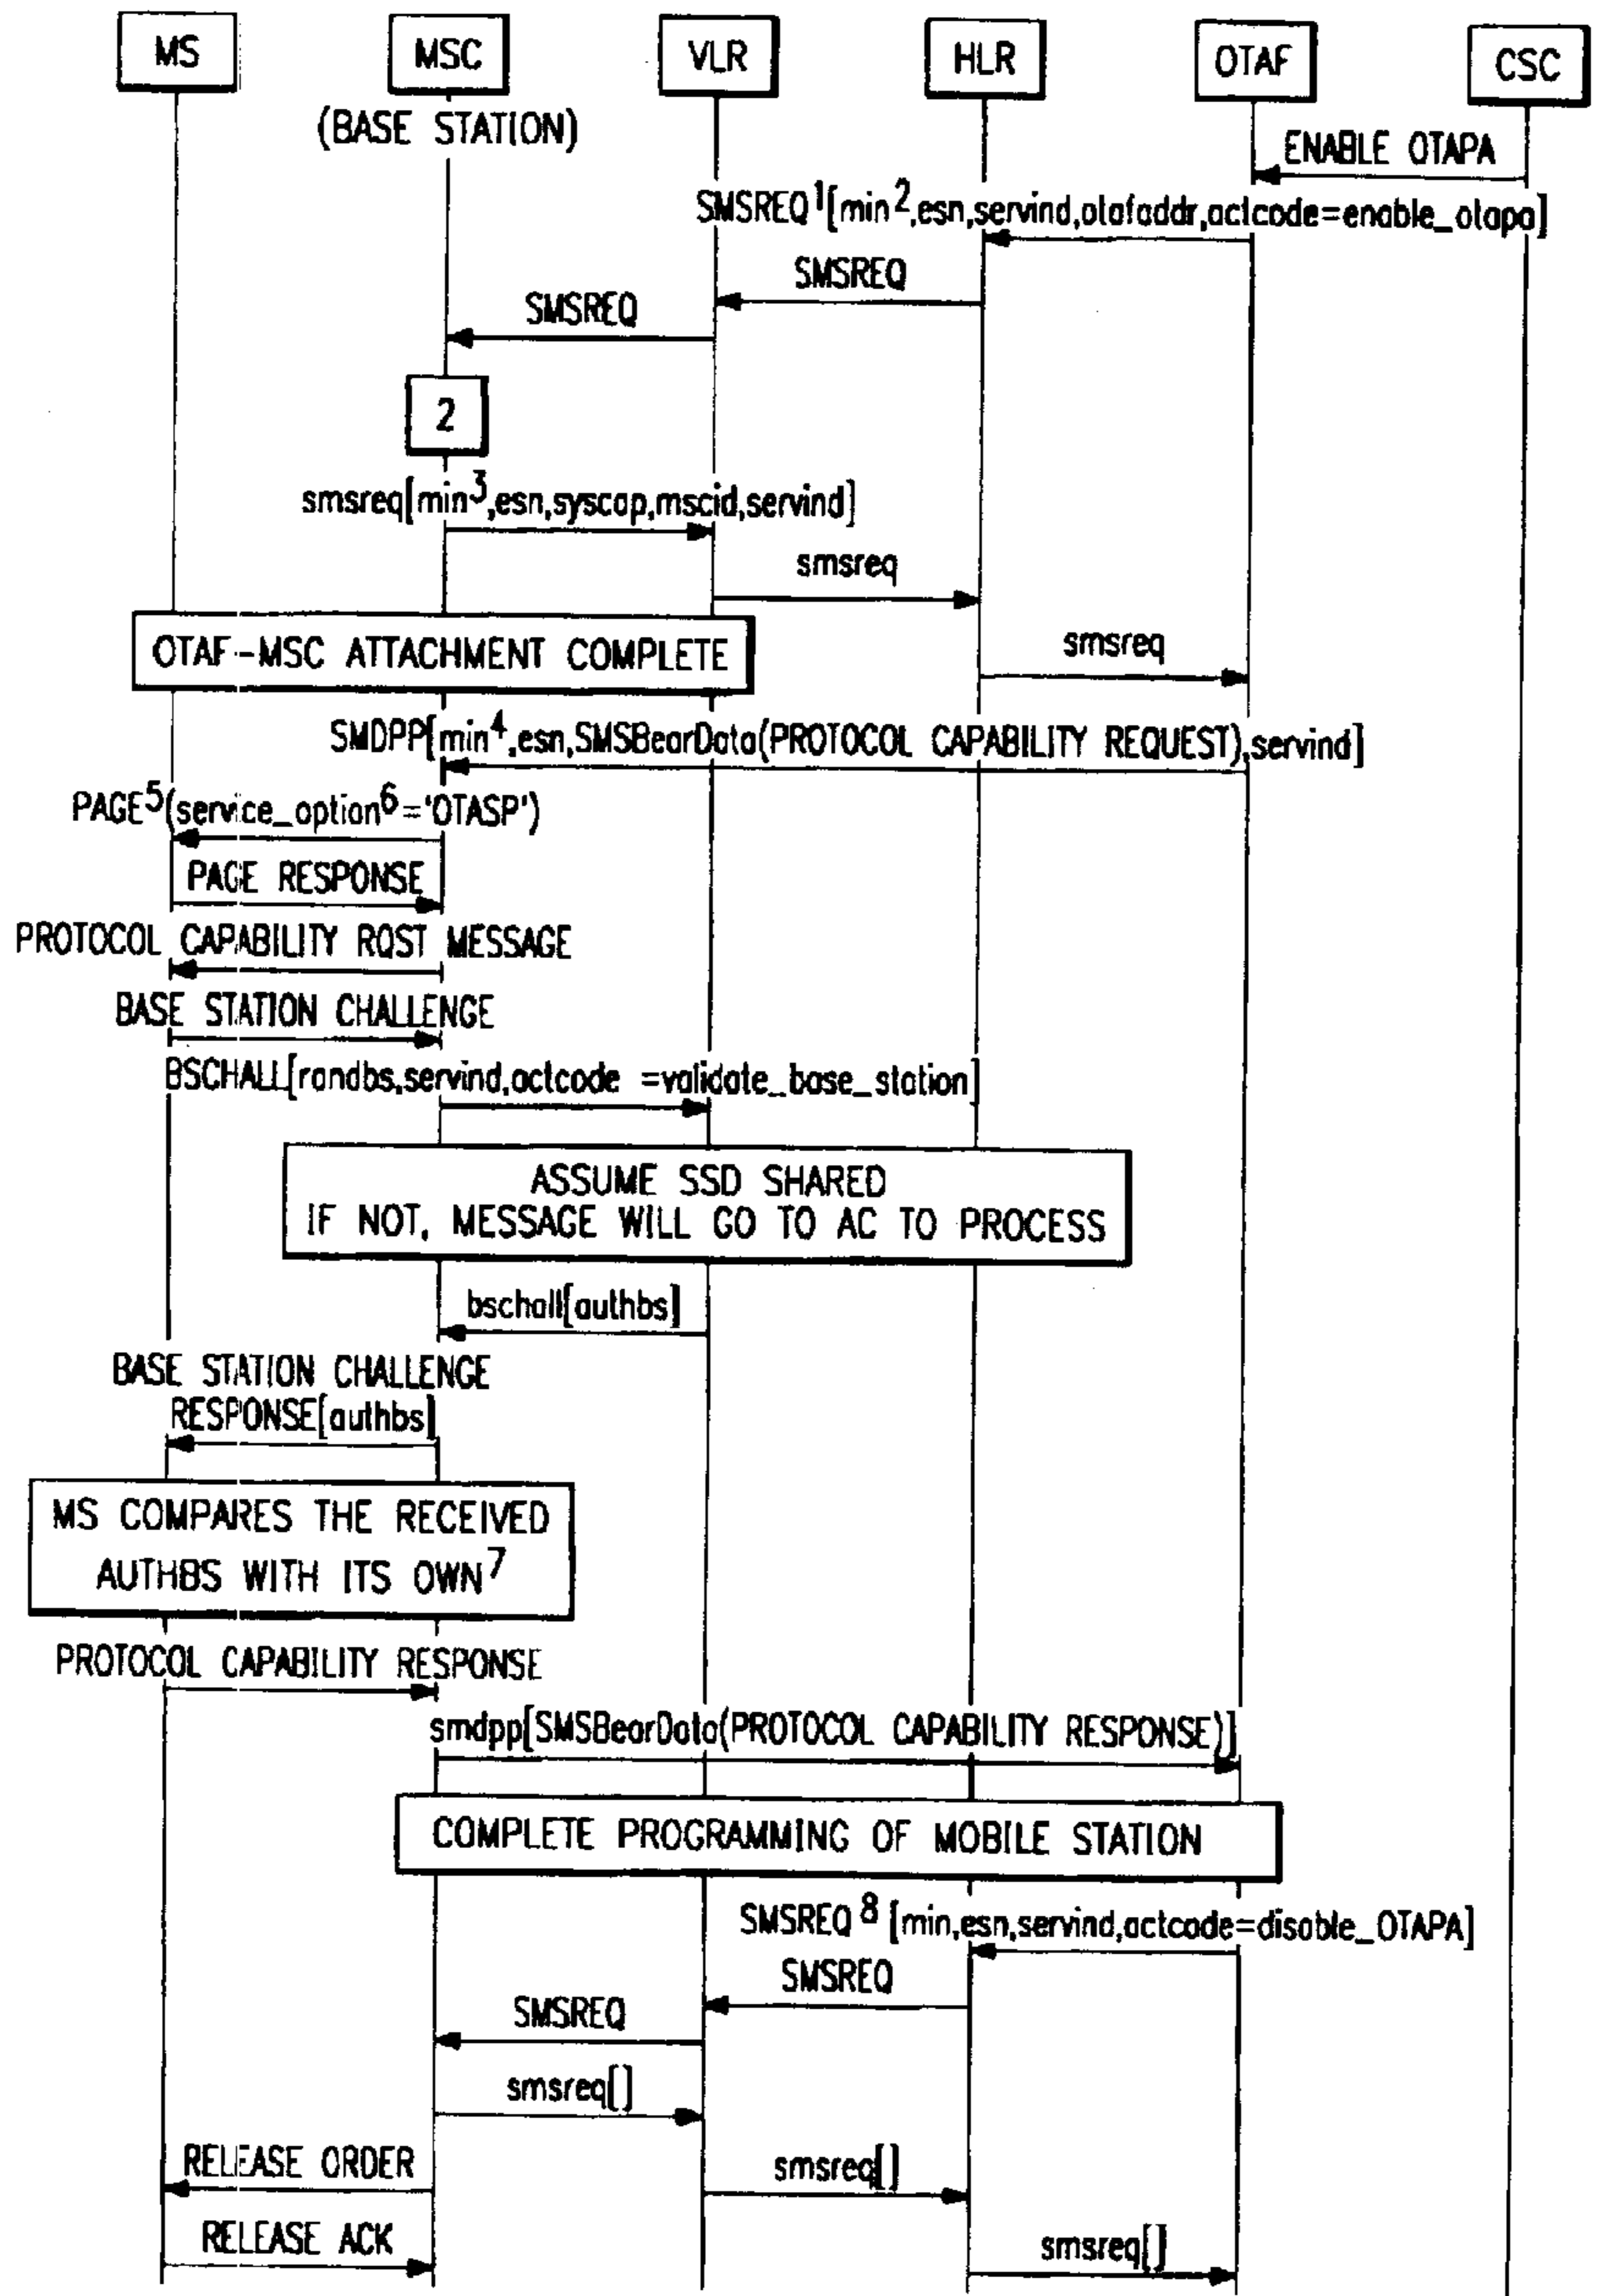 MS MSC VLR HLR OTAF CSC
(BASE STATION)
ENABLE OTAPA
SMSREQ¹[min²,esn,servind,otafaddr,actcode=enable_otapa]
SMSREQ
SMSREQ
2
smsreq[min³,esn,syscap,mscid,servind]
smsreq
OTAF-MSC ATTACHMENT COMPLETE
smsreq
SMDPP[min⁴,esn,SMSBearData(PROTOCOL CAPABILITY REQUEST),servind]
PAGE⁵(service_option⁶='OTASP')
PAGE RESPONSE
PROTOCOL CAPABILITY RQST MESSAGE
BASE STATION CHALLENGE
BSCHALL[randbs,servind,actcode =validate_base_station]
ASSUME SSD SHARED
IF NOT, MESSAGE WILL GO TO AC TO PROCESS
bschall[authbs]
BASE STATION CHALLENGE
RESPONSE[authbs]
MS COMPARES THE RECEIVED
AUTHBS WITH ITS OWN⁷
PROTOCOL CAPABILITY RESPONSE
smdpp[SMSBearData(PROTOCOL CAPABILITY RESPONSE)]
COMPLETE PROGRAMMING OF MOBILE STATION
SMSREQ⁸ [min,esn,servind,actcode=disable_OTAPA]
SMSREQ
SMSREQ
smsreq[]
RELEASE ORDER
smsreq[]
RELEASE ACK
smsreq[]